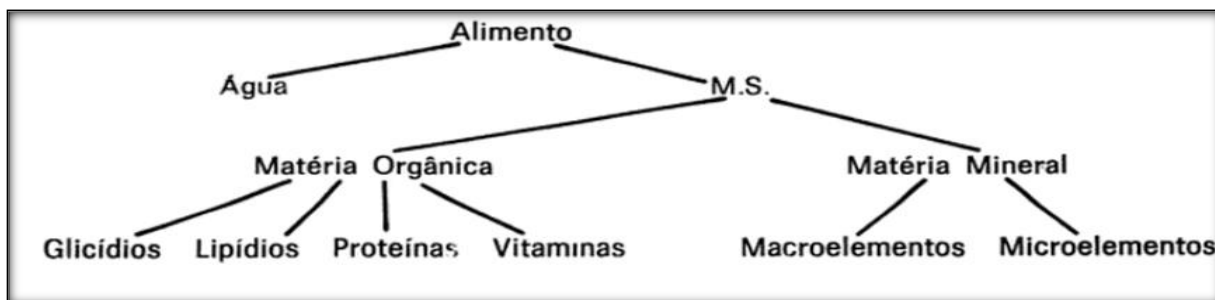 Alimento
Água
M.S.
Matéria Orgânica
Matéria Mineral
Glicídios
Lipídios
Proteínas
Vitaminas
Macroelementos
Microelementos